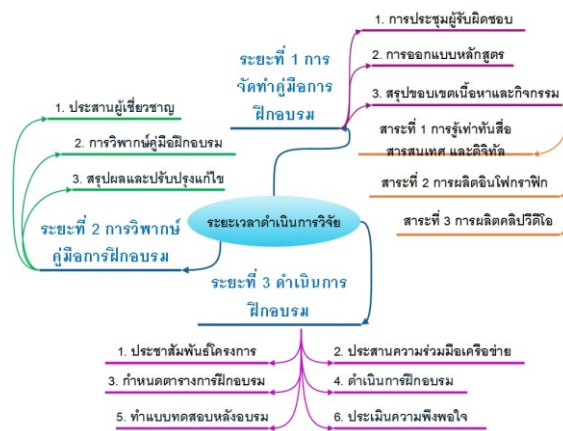 ระยะเวลาดำเนินการวิจัย
ระยะที่ 1 การ
จัดทำคู่มือการ
ฝึกอบรม
1. การประชุมผู้รับผิดชอบ
2. การออกแบบหลักสูตร
3. สรุปขอบเขตเนื้อหาและกิจกรรม
สาระที่ 1 การรู้เท่าทันสื่อ
สารสนเทศ และดิจิทัล
สาระที่ 2 การผลิตอินโฟกราฟิก
สาระที่ 3 การผลิตคลิปวีดีโอ
ระยะที่ 2 การวิพากษ์
คู่มือการฝึกอบรม
1. ประสานผู้เชี่ยวชาญ
2. การวิพากษ์คู่มือฝึกอบรม
3. สรุปผลและปรับปรุงแก้ไข
ระยะที่ 3 ดำเนินการ
ฝึกอบรม
1. ประชาสัมพันธ์โครงการ
2. ประสานความร่วมมือเครือข่าย
3. กำหนดตารางการฝึกอบรม
4. ดำเนินการฝึกอบรม
5. ทำแบบทดสอบหลังอบรม
6. ประเมินความพึงพอใจ